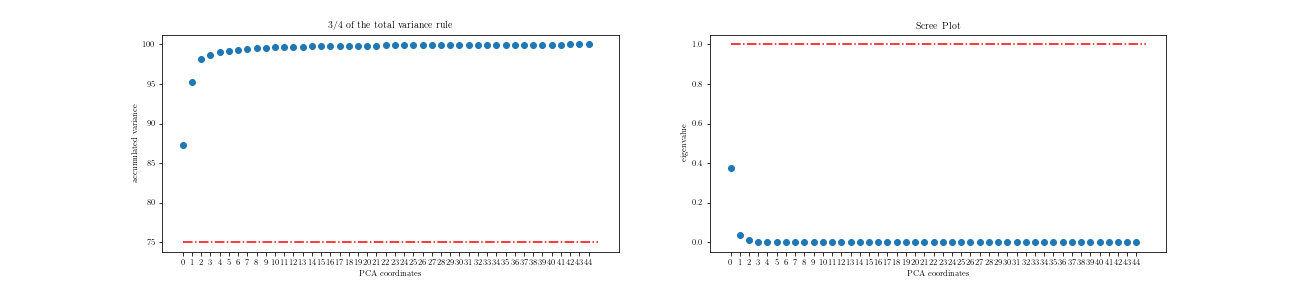 3/4 of the total variance rule
100
95
90
85
80
75
accumulated variance
0 1 2 3 4 5 6 7 8 9 10 11 12 13 14 15 16 17 18 19 20 21 22 23 24 25 26 27 28 29 30 31 32 33 34 35 36 37 38 39 40 41 42 43 44
PCA coordinates
Scree Plot
1.0
0.8
0.6
0.4
0.2
0.0
eigenvalue
0 1 2 3 4 5 6 7 8 9 10 11 12 13 14 15 16 17 18 19 20 21 22 23 24 25 26 27 28 29 30 31 32 33 34 35 36 37 38 39 40 41 42 43 44
PCA coordinates